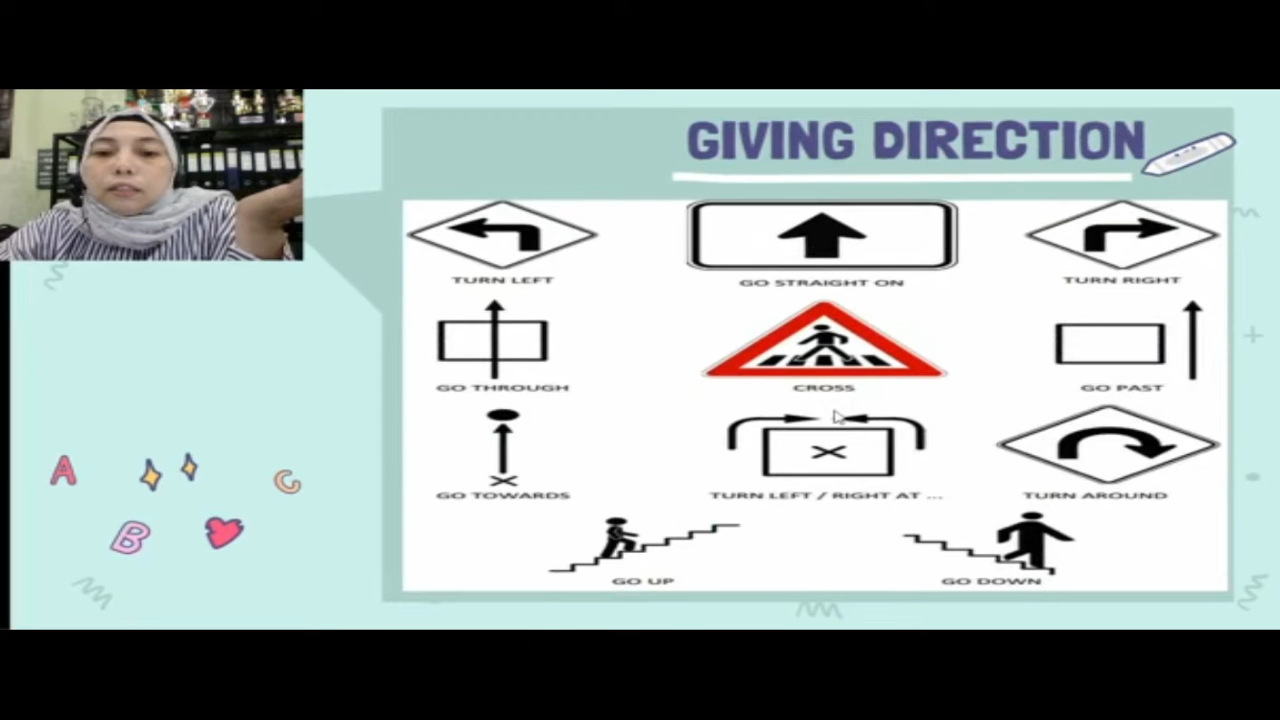 GIVING DIRECTION
TURN LEFT
GO STRAIGHT ON
TURN RIGHT
GO THROUGH
CROSS
GO PAST
GO TOWARDS
TURN LEFT / RIGHT AT ...
TURN AROUND
GO UP
GO DOWN
A
C
B